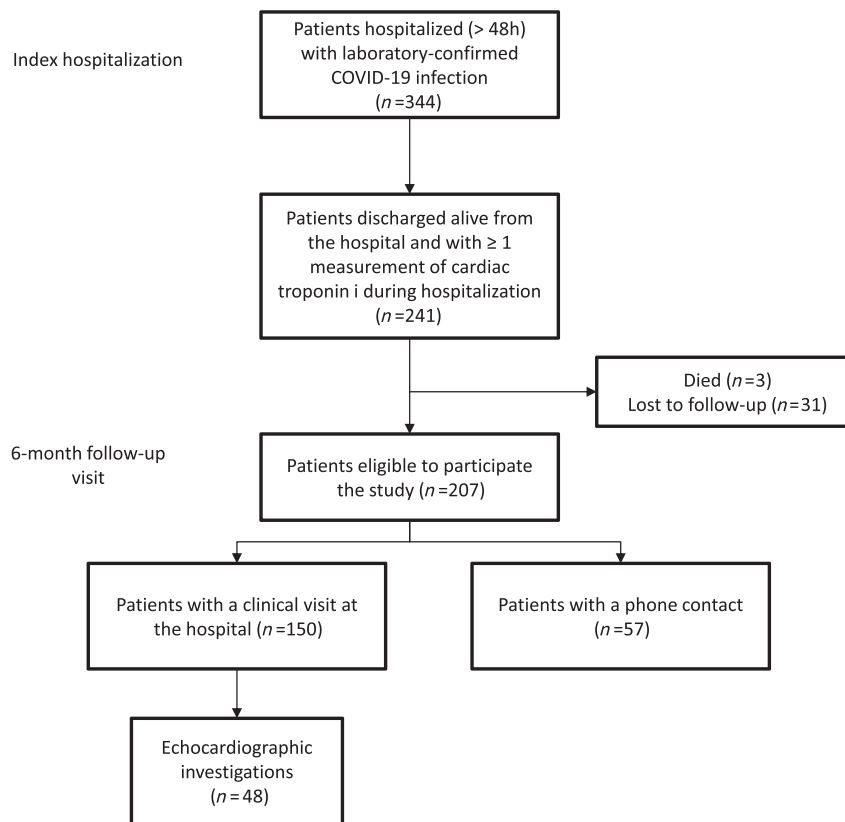 Index hospitalization
Patients hospitalized (> 48h)
with laboratory-confirmed
COVID-19 infection
(n=344)
Patients discharged alive from
the hospital and with ≥ 1
measurement of cardiac
troponin i during hospitalization
(n=241)
Died (n=3)
Lost to follow-up (n=31)
6-month follow-up
visit
Patients eligible to participate
the study (n=207)
Patients with a clinical visit at
the hospital (n=150)
Patients with a phone contact
(n=57)
Echocardiographic
investigations
(n=48)